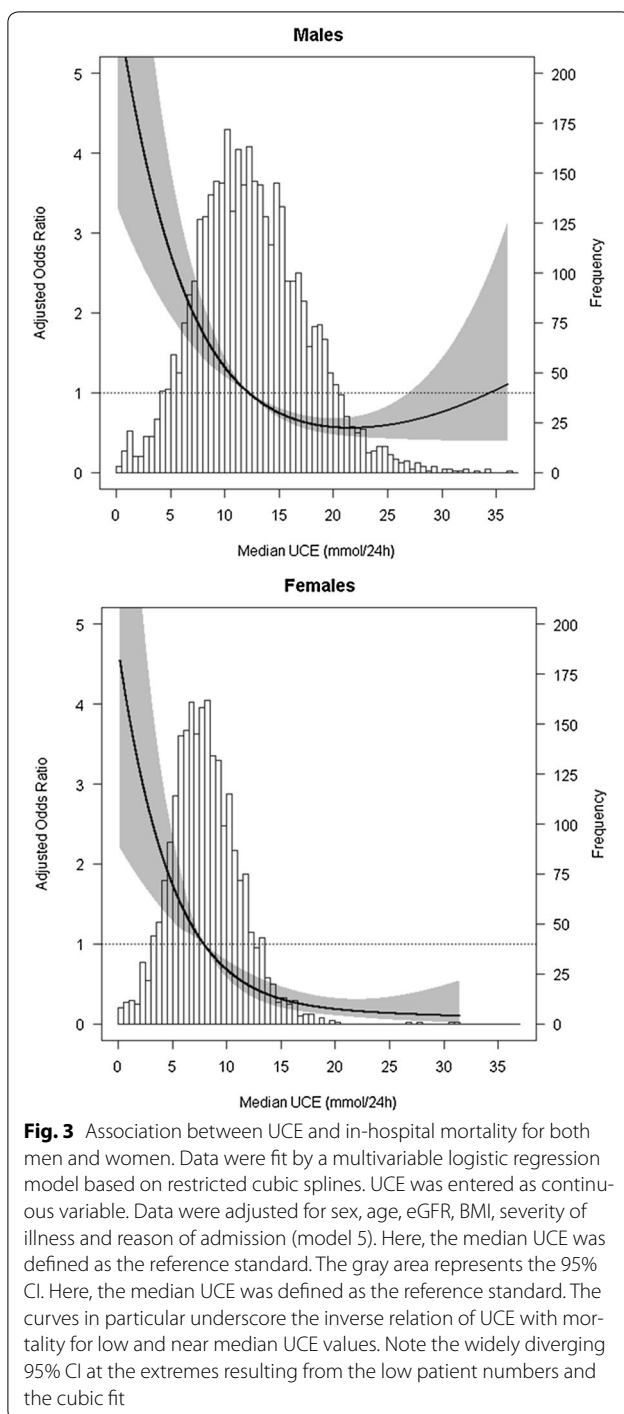 Males
5
4
3
2
1
0
Adjusted Odds Ratio
200
175
150
125
100
75
50
25
0
Frequency
0 5 10 15 20 25 30 35
Median UCE (mmol/24h)
Females
5
4
3
2
1
0
Adjusted Odds Ratio
200
175
150
125
100
75
50
25
0
Frequency
0 5 10 15 20 25 30 35
Median UCE (mmol/24h)
Fig. 3 Association between UCE and in-hospital mortality for both
men and women. Data were fit by a multivariable logistic regression
model based on restricted cubic splines. UCE was entered as continu-
ous variable. Data were adjusted for sex, age, eGFR, BMI, severity of
illness and reason of admission (model 5). Here, the median UCE was
defined as the reference standard. The gray area represents the 95%
CI. Here, the median UCE was defined as the reference standard. The
curves in particular underscore the inverse relation of UCE with mor-
tality for low and near median UCE values. Note the widely diverging
95% CI at the extremes resulting from the low patient numbers and
the cubic fit